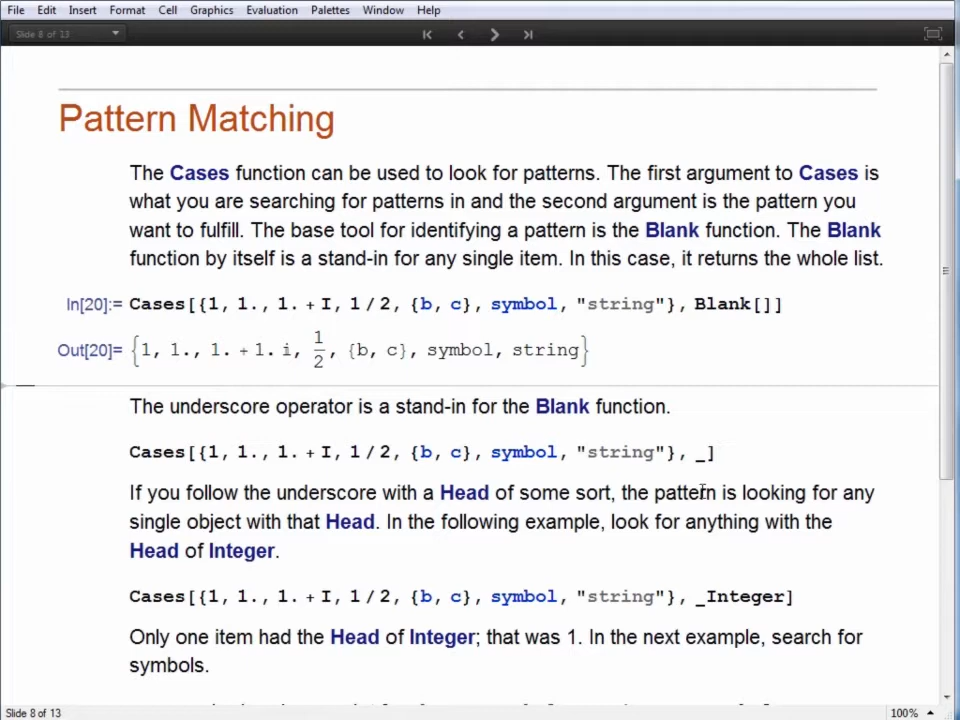 File Edit Insert Format Cell Graphics Evaluation Palettes Window Help
Slide 8 of 13
Pattern Matching
The Cases function can be used to look for patterns. The first argument to Cases is
what you are searching for patterns in and the second argument is the pattern you
want to fulfill. The base tool for identifying a pattern is the Blank function. The Blank
function by itself is a stand-in for any single item. In this case, it returns the whole list.
In[20]:= Cases[{1, 1., 1. + I, 1 / 2, {b, c}, symbol, "string"}, Blank[]]
Out[20]= {1, 1., 1. + 1. i, 1/2, {b, c}, symbol, string}
The underscore operator is a stand-in for the Blank function.
Cases[{1, 1., 1. + I, 1 / 2, {b, c}, symbol, "string"}, _]
If you follow the underscore with a Head of some sort, the pattern is looking for any
single object with that Head. In the following example, look for anything with the
Head of Integer.
Cases[{1, 1., 1. + I, 1 / 2, {b, c}, symbol, "string"}, _Integer]
Only one item had the Head of Integer; that was 1. In the next example, search for
symbols.
Slide 8 of 13 100%